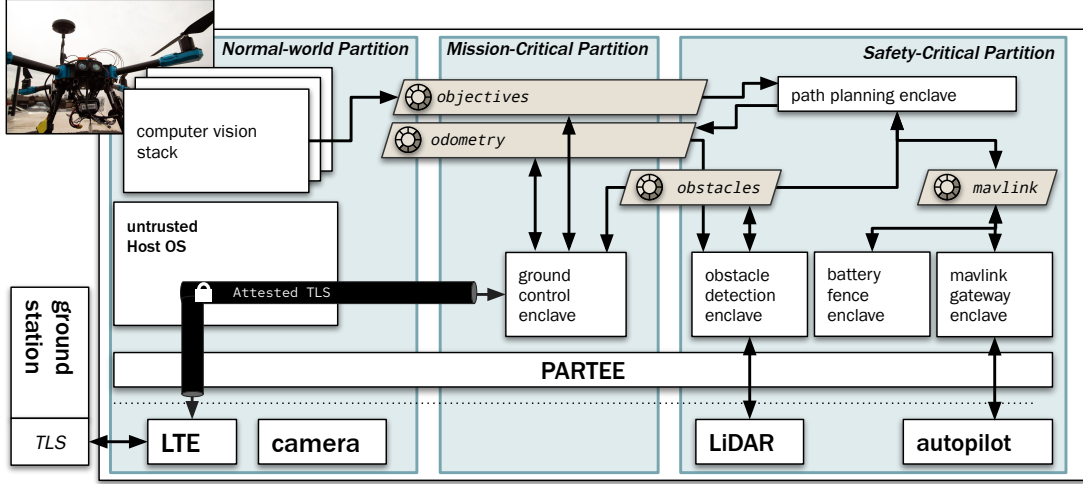 Normal-world Partition
Mission-Critical Partition
Safety-Critical Partition
computer vision
stack
objectives
odometry
path planning enclave
obstacles
mavlink
untrusted
Host OS
Attested TLS
ground
control
enclave
obstacle
detection
enclave
battery
fence
enclave
mavlink
gateway
enclave
ground
station
TLS
PARTEE
LTE
camera
LiDAR
autopilot